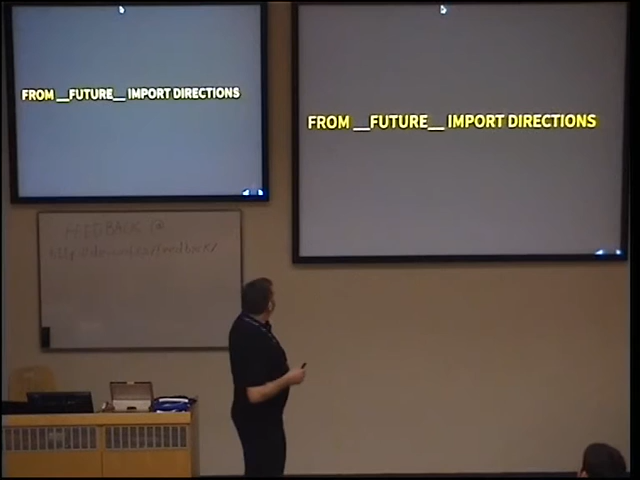 FROM __FUTURE__ IMPORT DIRECTIONS
FROM __FUTURE__ IMPORT DIRECTIONS
FEEDBACK @